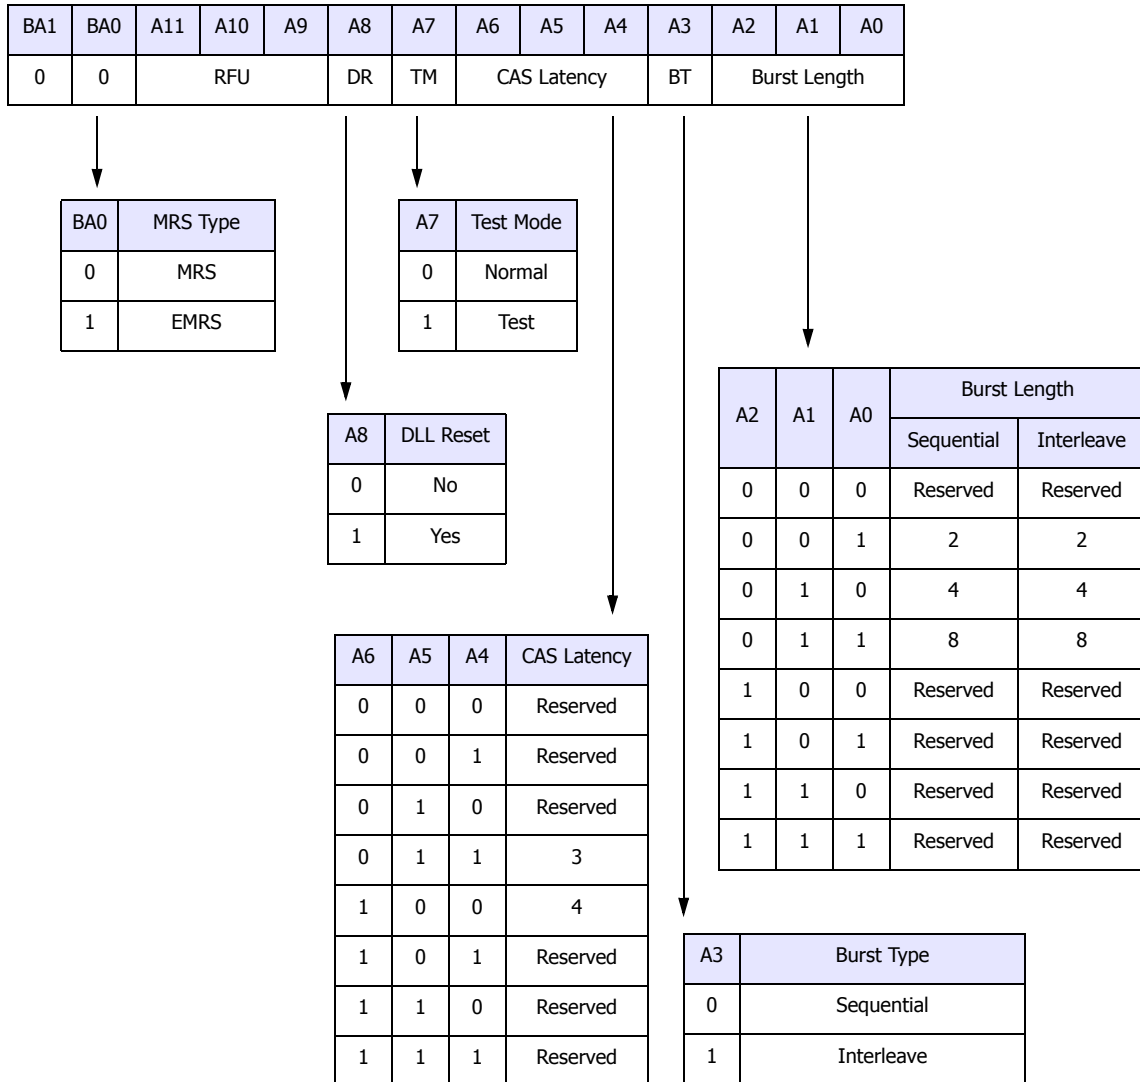 BA1 BA0 A11 A10 A9 A8 A7 A6 A5 A4 A3 A2 A1 A0
0 0 RFU DR TM CAS Latency BT Burst Length
BA0 MRS Type
0 MRS
1 EMRS
A7 Test Mode
0 Normal
1 Test
A8 DLL Reset
0 No
1 Yes
A2 A1 A0 Burst Length
Sequential Interleave
0 0 0 Reserved Reserved
0 0 1 2 2
0 1 0 4 4
0 1 1 8 8
1 0 0 Reserved Reserved
1 0 1 Reserved Reserved
1 1 0 Reserved Reserved
1 1 1 Reserved Reserved
A6 A5 A4 CAS Latency
0 0 0 Reserved
0 0 1 Reserved
0 1 0 Reserved
0 1 1 3
1 0 0 4
1 0 1 Reserved
1 1 0 Reserved
1 1 1 Reserved
A3 Burst Type
0 Sequential
1 Interleave